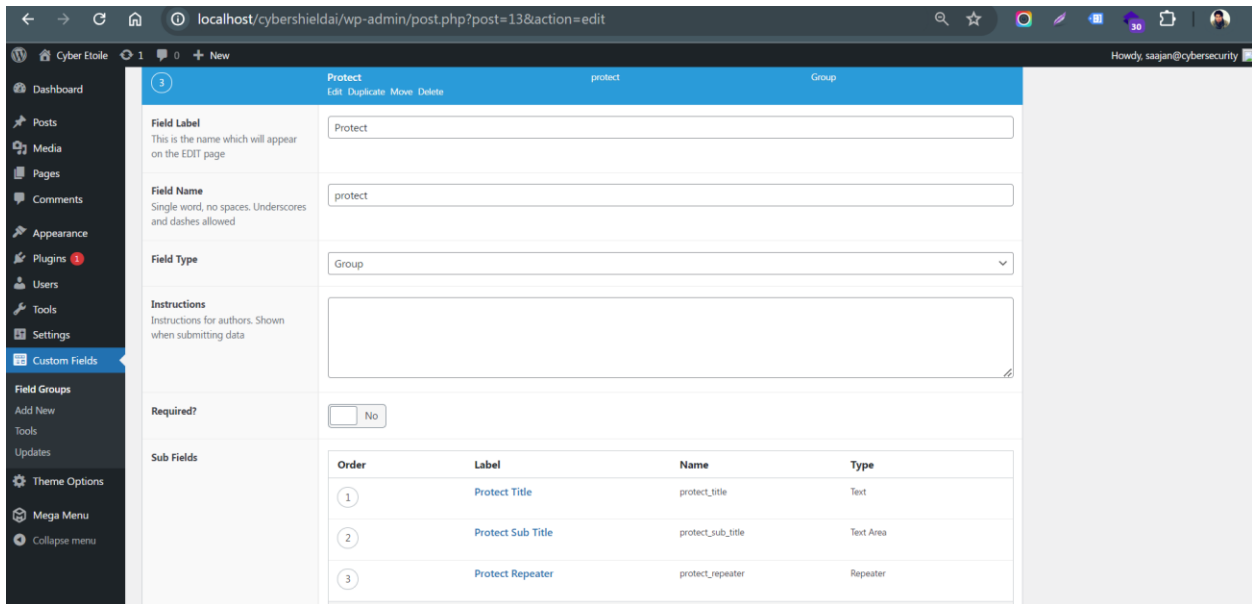 localhost/cybershieldai/wp-admin/post.php?post=13&action=edit
30
Cyber Etoile 1 0 + New Howdy, saajan@cybersecurity
Dashboard
Posts
Media
Pages
Comments
Appearance
Plugins 1
Users
Tools
Settings
Custom Fields
Field Groups
Add New
Tools
Updates
Theme Options
Mega Menu
Collapse menu
3 Protect protect Group
Edit Duplicate Move Delete
Field Label
This is the name which will appear
on the EDIT page
Protect
Field Name
Single word, no spaces. Underscores
and dashes allowed
protect
Field Type
Group
Instructions
Instructions for authors. Shown
when submitting data
Required?
No
Sub Fields
Order Label Name Type
1 Protect Title protect_title Text
2 Protect Sub Title protect_sub_title Text Area
3 Protect Repeater protect_repeater Repeater